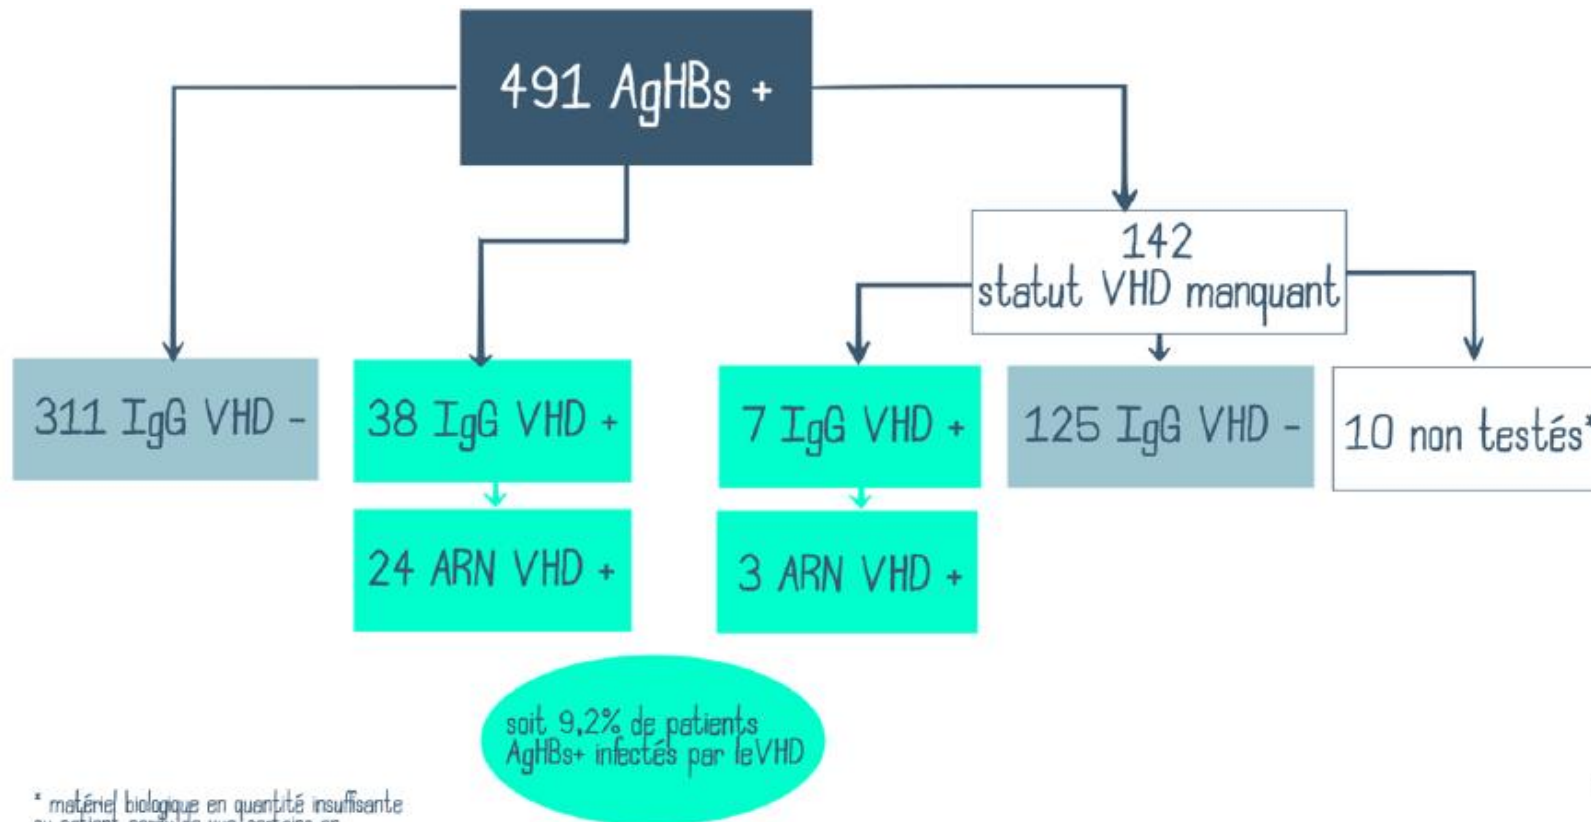 491 AgHBs +
142
statut VHD manquant
311 IgG VHD -
38 IgG VHD +
7 IgG VHD +
125 IgG VHD -
10 non testés*
24 ARN VHD +
3 ARN VHD +
soit 9,2% de patients
AgHBs+ infectés par leVHD
* matériel biologique en quantité insuffisante
ou patient